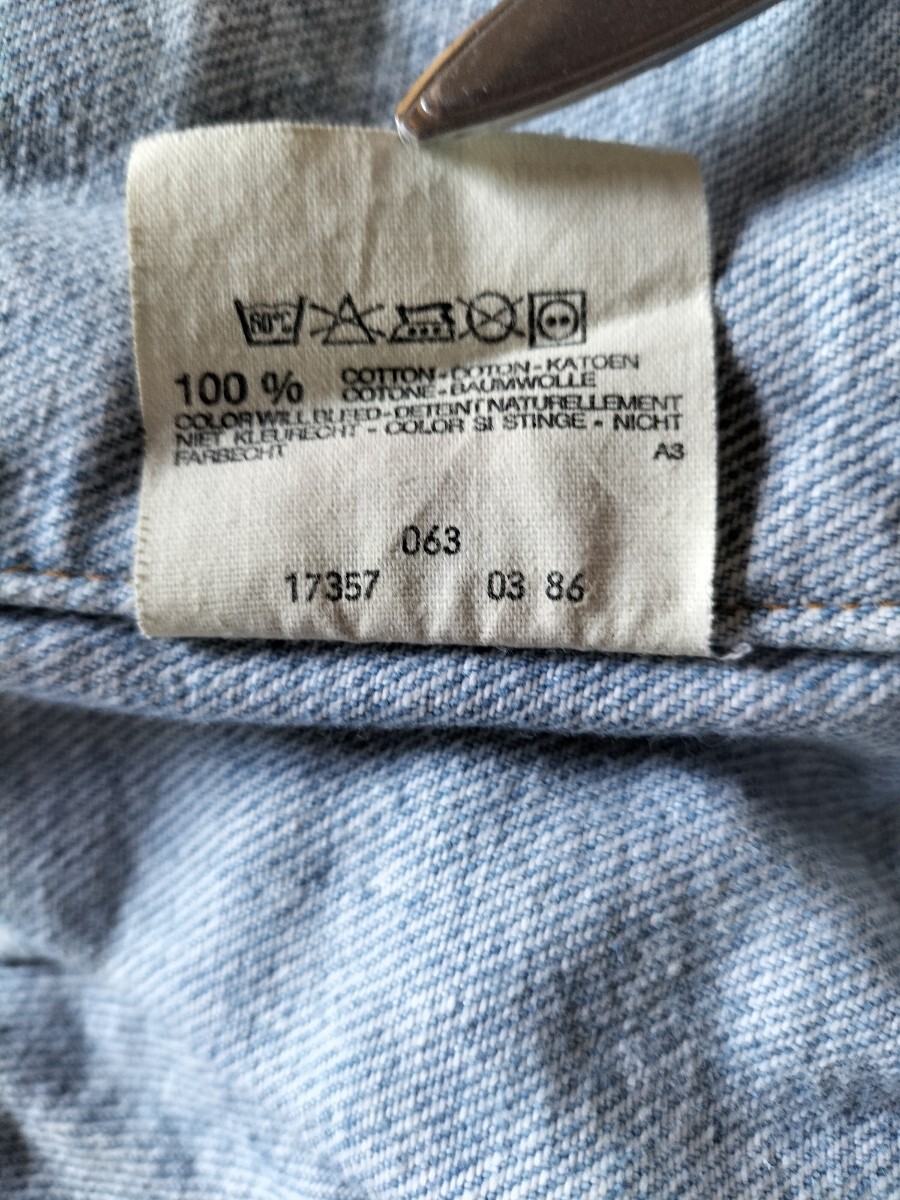 60°C
100 % COTTON-COTON-KATOEN
COTONE-BAUMWOLLE
COLOR WILL BLEED-DETEINT NATURELLEMENT
NIET KLEURECHT - COLOR SI STINGE - NICHT
FARBECHT A3
063
17357 03 86